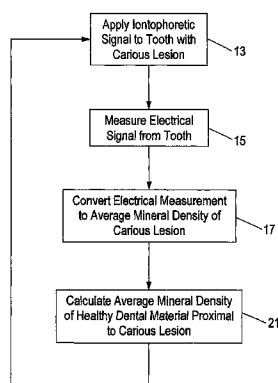 Apply Iontophoretic
Signal to Tooth with
Carious Lesion
13
Measure Electrical
Signal from Tooth
15
Convert Electrical Measurement
to Average Mineral Density of
Carious Lesion
17
Calculate Average Mineral Density
of Healthy Dental Material Proximal
to Carious Lesion
21